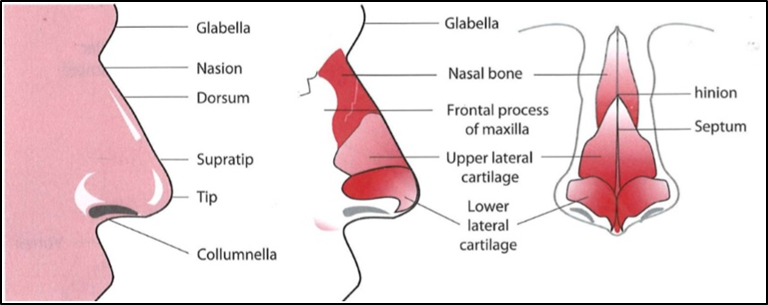 Glabella
Nasion
Dorsum
Supratip
Tip
Collumnella
Glabella
Nasal bone
Frontal process
of maxilla
Upper lateral
cartilage
Lower
lateral
cartilage
hinion
Septum